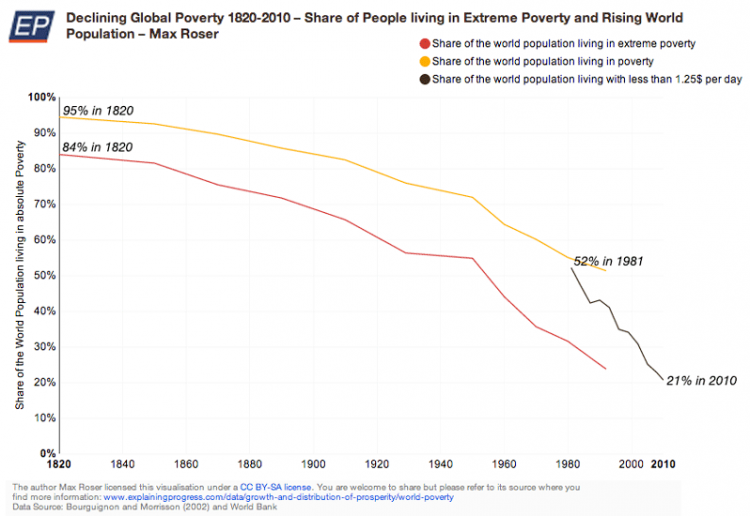 EP
Declining Global Poverty 1820-2010 – Share of People living in Extreme Poverty and Rising World
Population – Max Roser
Share of the world population living in extreme poverty
Share of the world population living in poverty
Share of the world population living with less than 1.25$ per day
Share of the World Population living in absolute Poverty
100%
90%
80%
70%
60%
50%
40%
30%
20%
10%
0%
95% in 1820
84% in 1820
52% in 1981
21% in 2010
1820 1840 1860 1880 1900 1920 1940 1960 1980 2000 2010
The author Max Roser licensed this visualisation under a CC BY-SA license. You are welcome to share but please refer to its source where you
find more information: www.explainingprogress.com/data/growth-and-distribution-of-prosperity/world-poverty
Data Source: Bourguignon and Morrisson (2002) and World Bank